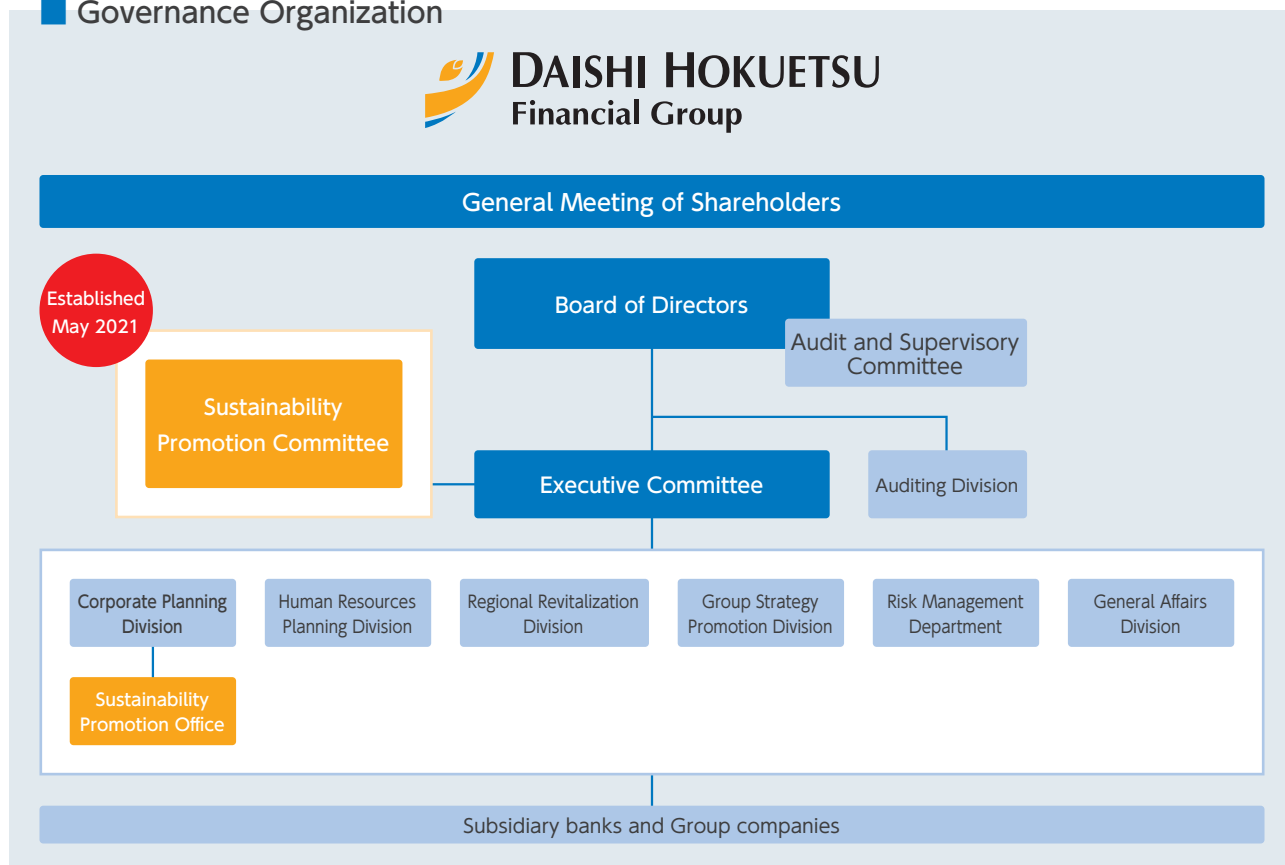 Governance Organization
DAISHI HOKUETSU
Financial Group
General Meeting of Shareholders
Established
May 2021
Board of Directors
Audit and Supervisory
Committee
Sustainability
Promotion Committee
Executive Committee
Auditing Division
Corporate Planning
Division
Human Resources
Planning Division
Regional Revitalization
Division
Group Strategy
Promotion Division
Risk Management
Department
General Affairs
Division
Sustainability
Promotion Office
Subsidiary banks and Group companies